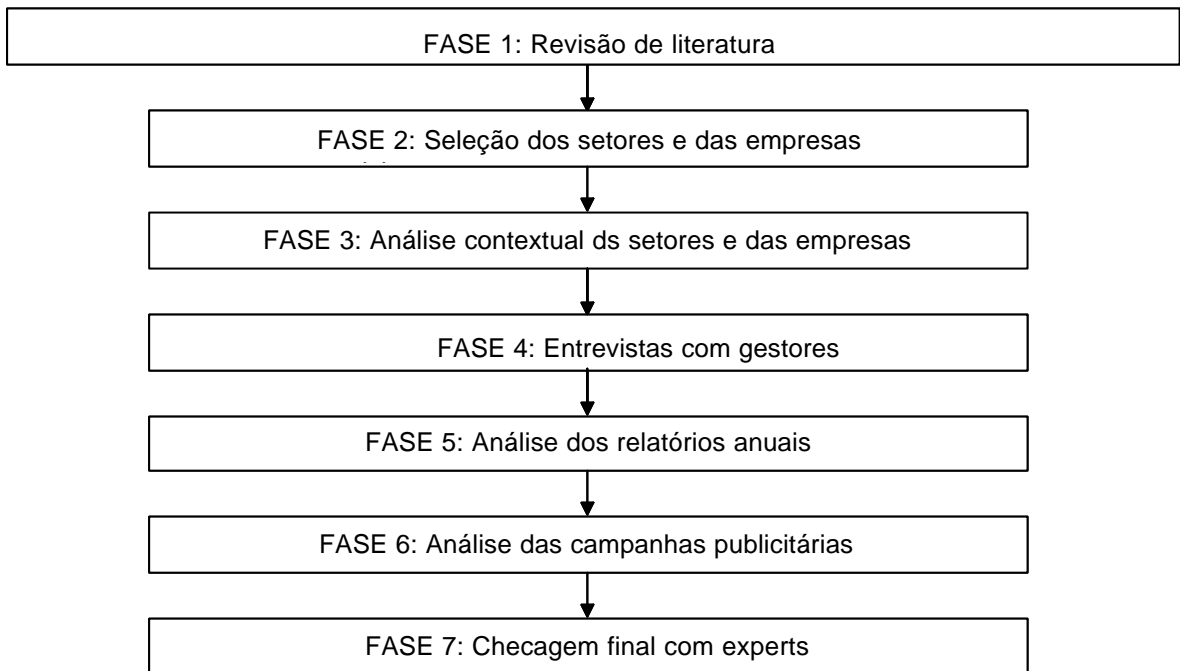 FASE 1: Revisão de literatura
FASE 2: Seleção dos setores e das empresas
FASE 3: Análise contextual ds setores e das empresas
FASE 4: Entrevistas com gestores
FASE 5: Análise dos relatórios anuais
FASE 6: Análise das campanhas publicitárias
FASE 7: Checagem final com experts